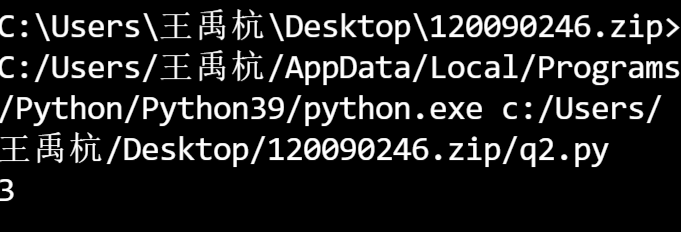 C:\Users\王禹杭\Desktop\120090246.zip>
C:/Users/王禹杭/AppData/Local/Programs
/Python/Python39/python.exe c:/Users/
王禹杭/Desktop/120090246.zip/q2.py
3